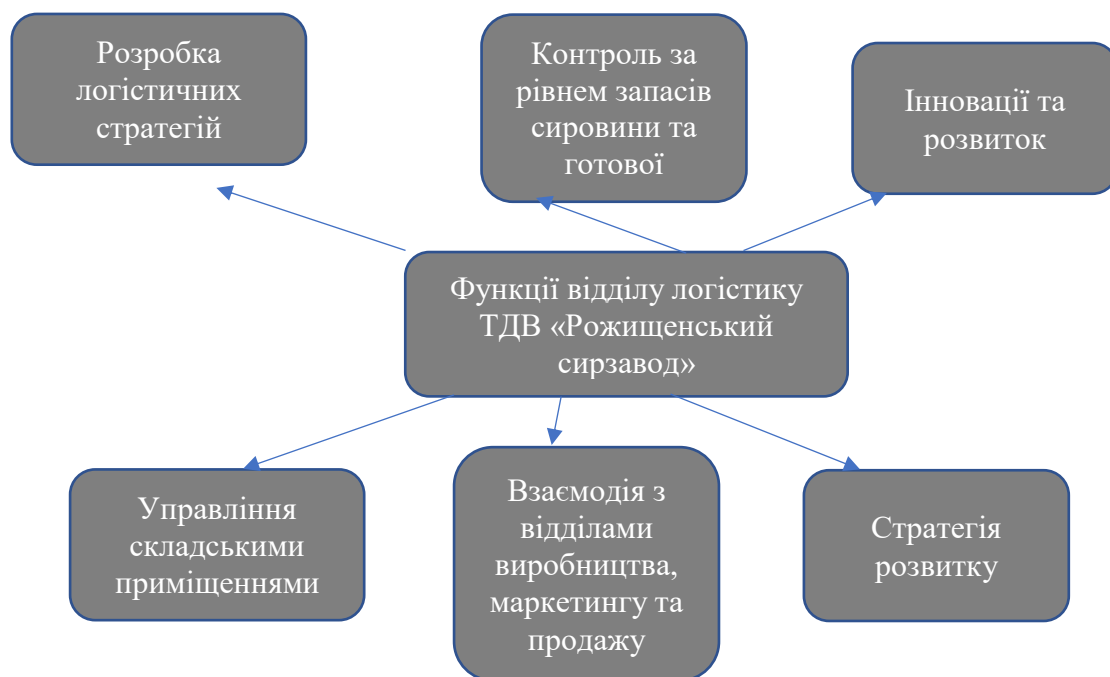 Розробка
логістичних
стратегій
Контроль за
рівнем запасів
сировини та
готової
Інновації та
розвиток
Функції відділу логістику
ТДВ «Рожищенський
сирзавод»
Управління
складськими
приміщеннями
Взаємодія з
відділами
виробництва,
маркетингу та
продажу
Стратегія
розвитку